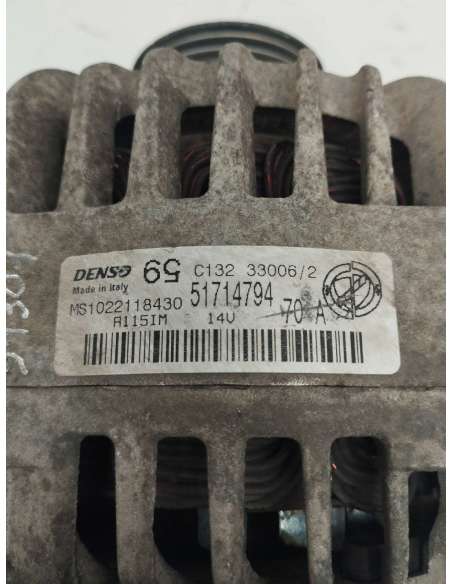 DENSO 59 C132 33006/2
Made in Italy
MS1022118430 51714794
A115IM 14V 70 A